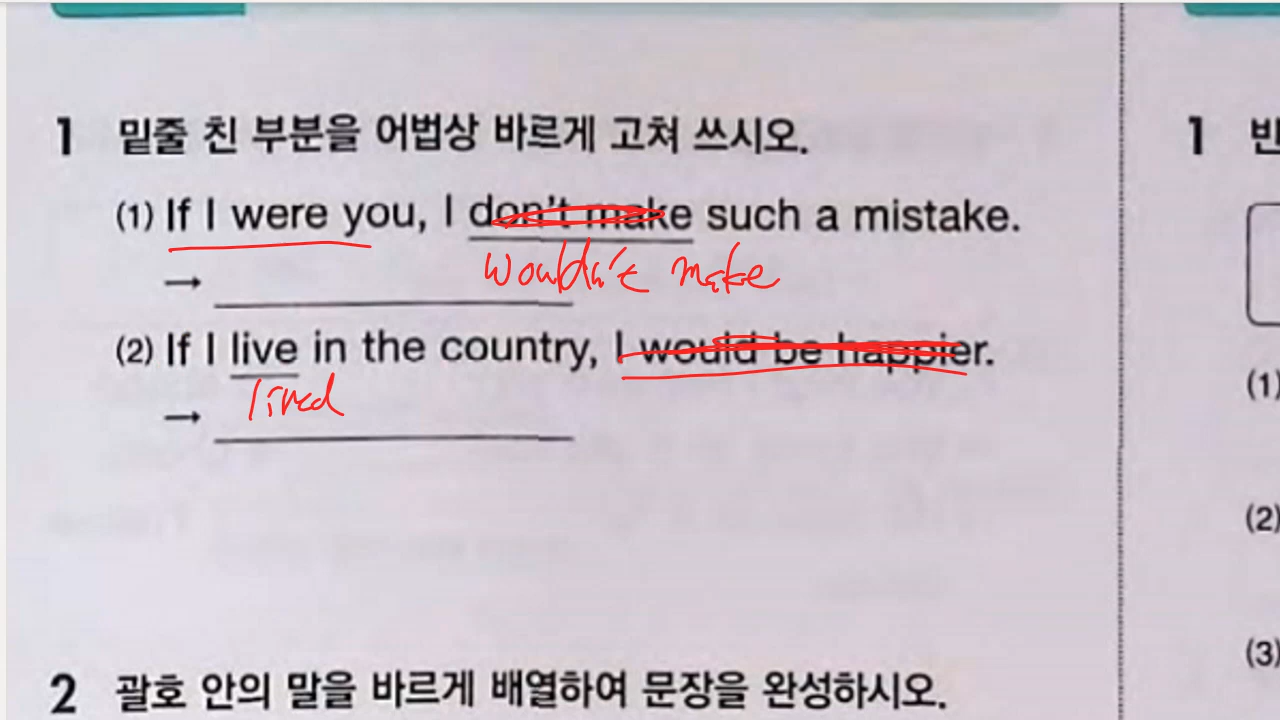 1 밑줄 친 부분을 어법상 바르게 고쳐 쓰시오.
(1) If I were you, I don't make such a mistake.
wouldn't make
→
(2) If I live in the country, I would be happier.
lived
→
2 괄호 안의 말을 바르게 배열하여 문장을 완성하시오.
1 빈
(1)
(2)
(3)